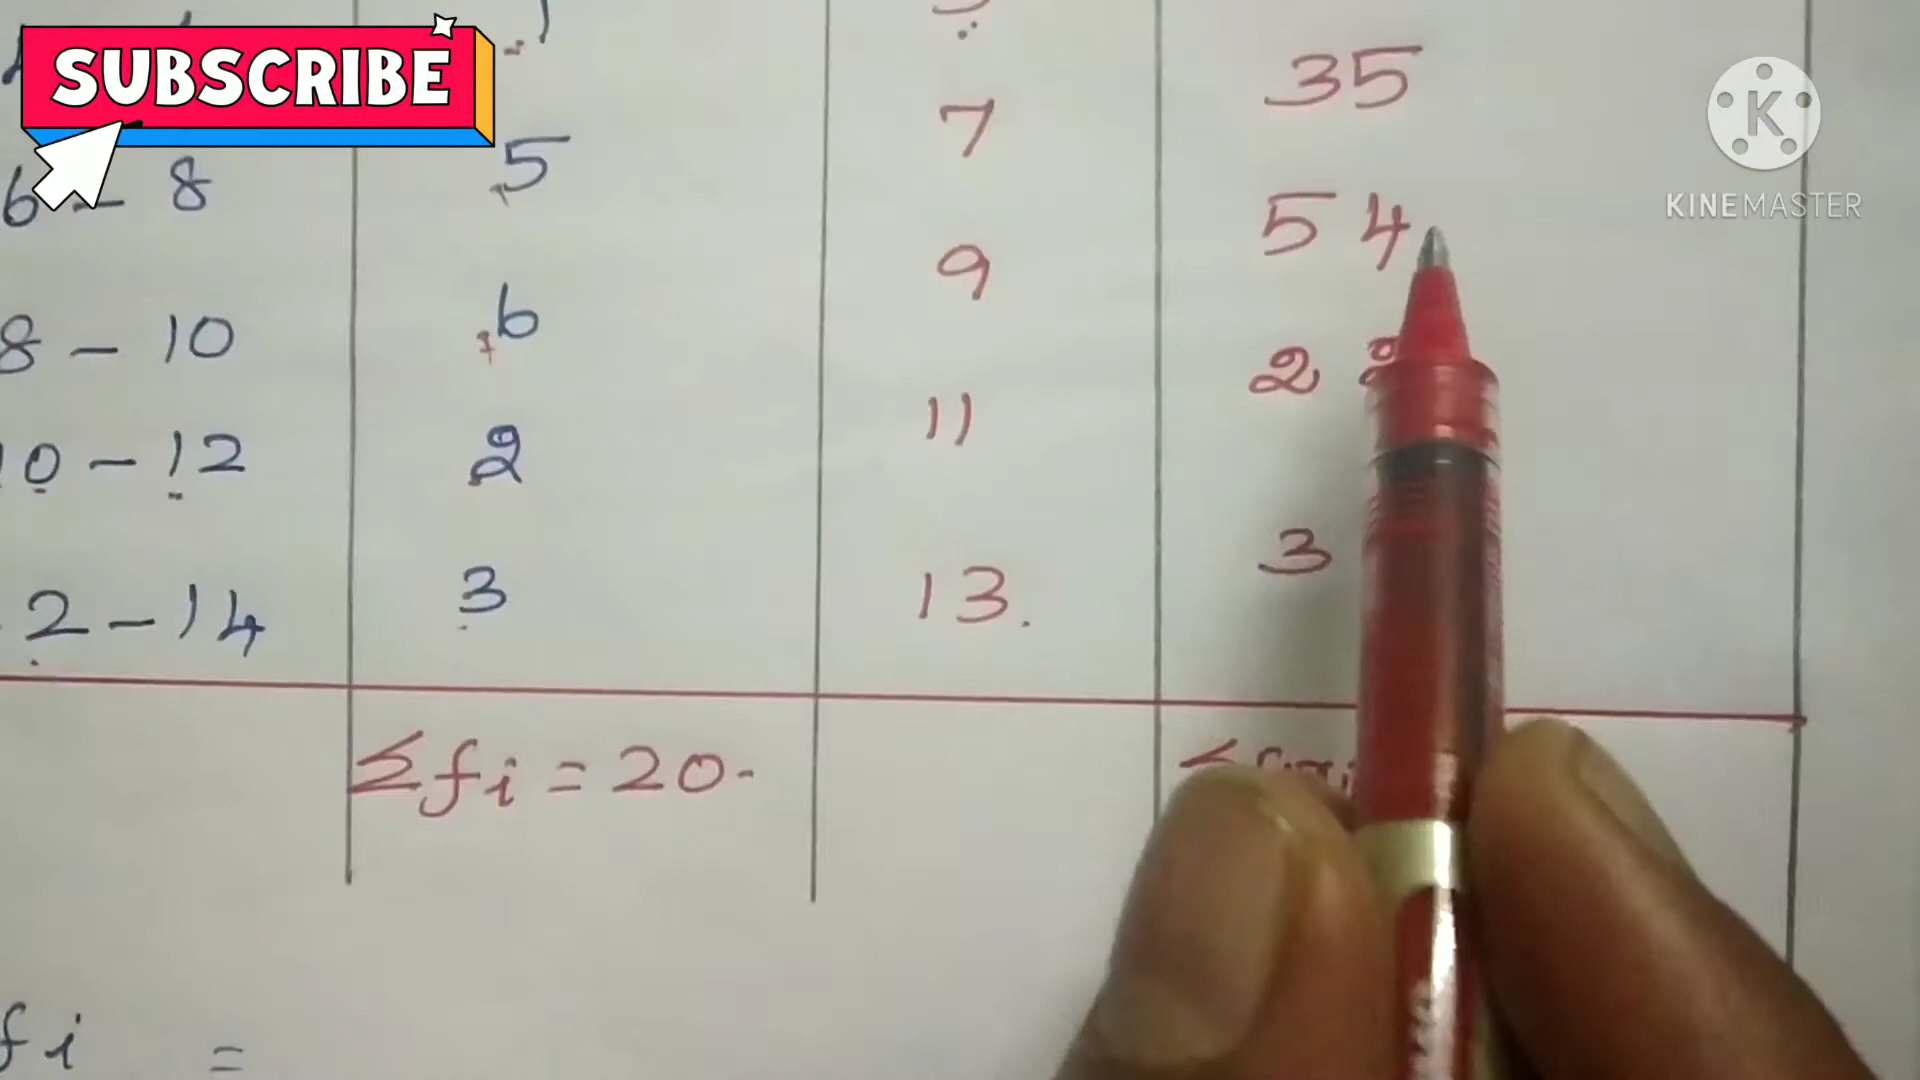 SUBSCRIBE
35
K
7
5
6 - 8
54
KINEMASTER
9
6
8 - 10
2
11
10 - 12
2
3
3
13.
2 - 14
Σfi = 20.
fi =